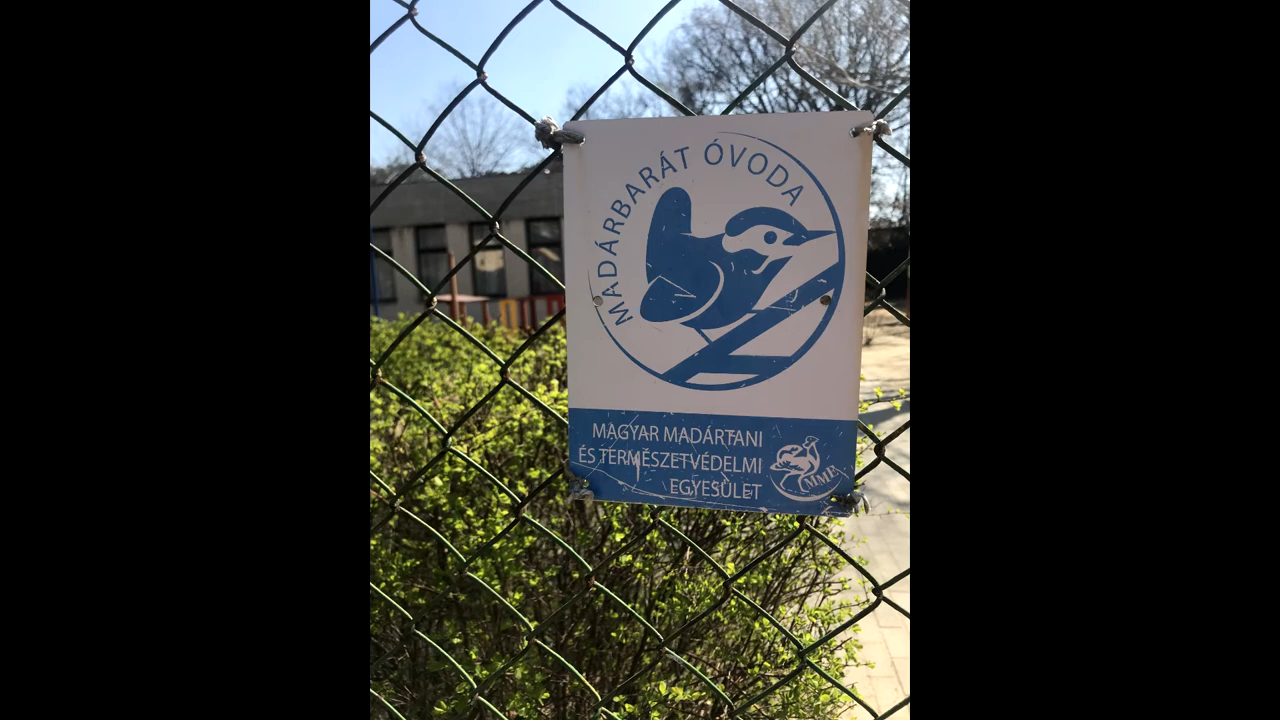 MADÁRBARÁT ÓVODA
MAGYAR MADÁRTANI
ÉS TERMÉSZETVÉDELMI
EGYESÜLET
MME